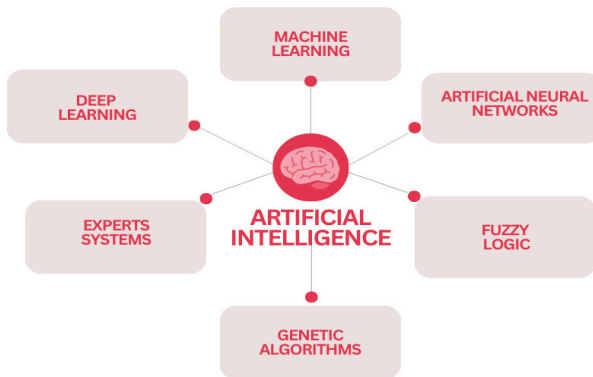 MACHINE
LEARNING
DEEP
LEARNING
ARTIFICIAL NEURAL
NETWORKS
ARTIFICIAL
INTELLIGENCE
EXPERTS
SYSTEMS
FUZZY
LOGIC
GENETIC
ALGORITHMS